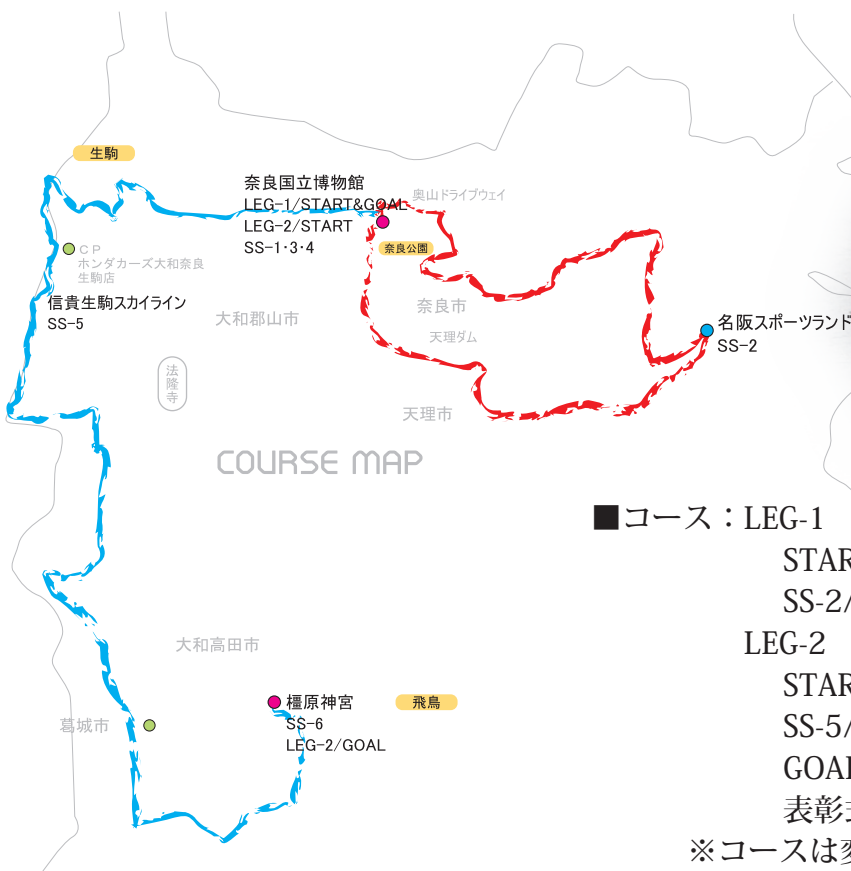 生駒
奈良国立博物館
LEG-1/START&GOAL
LEG-2/START
SS-1・3・4
奥山ドライブウェイ
奈良公園
CP
ホンダカーズ大和奈良
生駒店
信貴生駒スカイライン
SS-5
大和郡山市
奈良市
天理ダム
名阪スポーツランド
SS-2
法隆寺
天理市
COURSE MAP
■コース：LEG-1
START
SS-2/
LEG-2
START
SS-5/
GOAL
表彰式
※コースは変
大和高田市
葛城市
橿原神宮
SS-6
LEG-2/GOAL
飛鳥